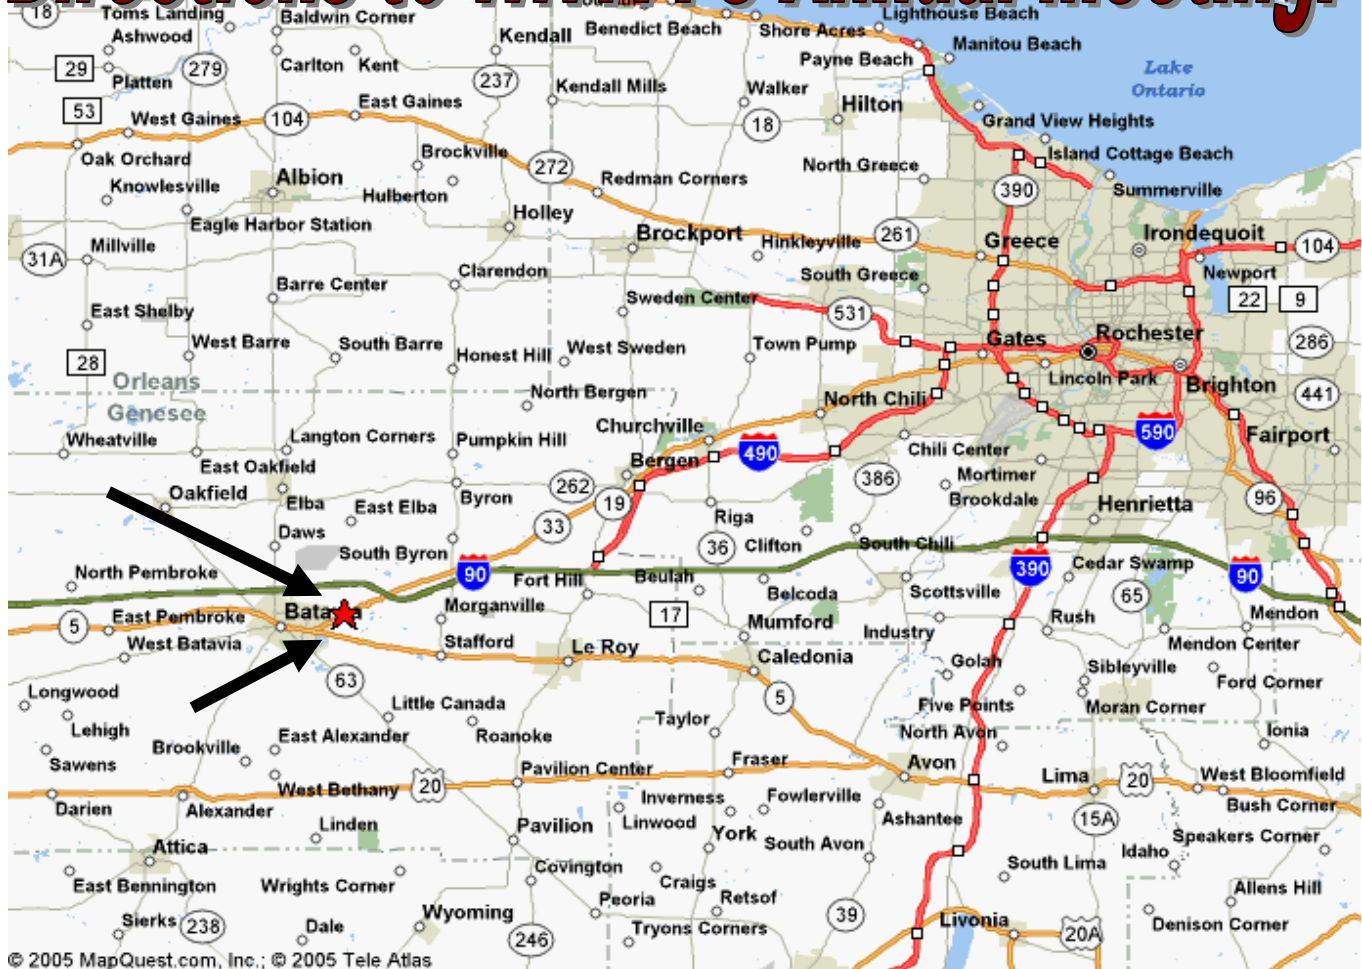 Directions to
Annual Meeting!
18
Toms Landing
Baldwin Corner
Ashwood
Kendall
Benedict Beach
Shore Acres
Lighthouse Beach
Manitou Beach
Payne Beach
Lake
Ontario
29
Platten
279
Carlton
Kent
237
Kendall Mills
Walker
Hilton
53
West Gaines
104
East Gaines
18
Grand View Heights
Oak Orchard
Brockville
272
North Greece
Island Cottage Beach
Knowlesville
Albion
Hulberton
Redman Corners
390
Summerville
Eagle Harbor Station
Holley
Brockport
Hinkleyville
261
Greece
Irondequoit
104
31A
Millville
Barre Center
Clarendon
South Greece
Newport
Sweden Center
22
9
East Shelby
531
West Barre
South Barre
Honest Hill
West Sweden
Town Pump
Gates
Rochester
286
28
Orleans
Genesee
North Bergen
Lincoln Park
Brighton
441
North Chili
Wheatville
Langton Corners
Pumpkin Hill
Churchville
490
590
Fairport
East Oakfield
Bergen
Chili Center
Oakfield
Elba
East Elba
Byron
262
19
386
Mortimer
Brookdale
Henrietta
96
Daws
33
Riga
South Byron
36
Clifton
South Chili
North Pembroke
90
Fort Hill
Beulah
390
Cedar Swamp
90
5
East Pembroke
Morganville
Belcoda
Scottsville
65
Mendon
17
Mumford
Industry
Rush
West Batavia
Stafford
Le Roy
Caledonia
Golah
Mendon Center
63
Sibleyville
Ford Corner
Longwood
Little Canada
5
Five Points
Moran Corner
Lehigh
Taylor
Brookville
East Alexander
Roanoke
North Avon
Ionia
Sawens
Pavilion Center
Fraser
Avon
Lima
20
West Bloomfield
West Bethany
20
Darien
Alexander
Inverness
Fowlerville
Bush Corner
Linden
Pavilion
Linwood
York
South Avon
Ashantee
15A
Speakers Corner
Attica
Idaho
Covington
South Lima
East Bennington
Wrights Corner
Craigs
Retsof
Allens Hill
Sierks
238
Dale
Wyoming
Peoria
39
Livonia
Denison Corner
246
Tryons Corners
20A
© 2005 MapQuest.com, Inc.; © 2005 Tele Atlas